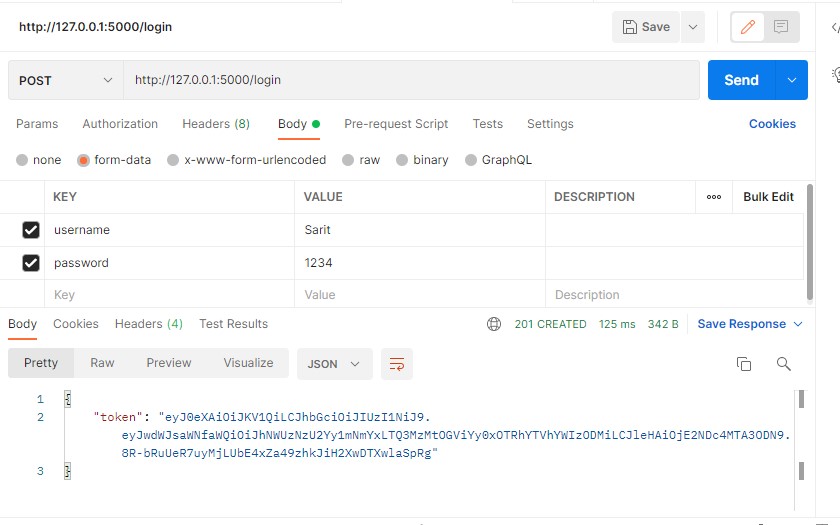 http://127.0.0.1:5000/login
Save
POST
http://127.0.0.1:5000/login
Send
Params Authorization Headers (8) Body Pre-request Script Tests Settings Cookies
none form-data x-www-form-urlencoded raw binary GraphQL
KEY VALUE DESCRIPTION ooo Bulk Edit
username Sarit
password 1234
Key Value Description
Body Cookies Headers (4) Test Results 201 CREATED 125 ms 342 B Save Response
Pretty Raw Preview Visualize JSON
1 {
2 "token": "eyJ0eXAiOiJKV1QiLCJhbGciOiJIUzI1NiJ9.
eyJwdWJsaWNfaWQiOiJhNWUzNzU2Yy1mNmYxLTQ3MzMtOGViYy0xOTRhYTVhYWIzODMiLCJleHAiOjE2NDc4MTA3ODN9.
8R-bRuUeR7uyMjLUbE4xZa49zhkJiH2XwDTXwlaSpRg"
3 }